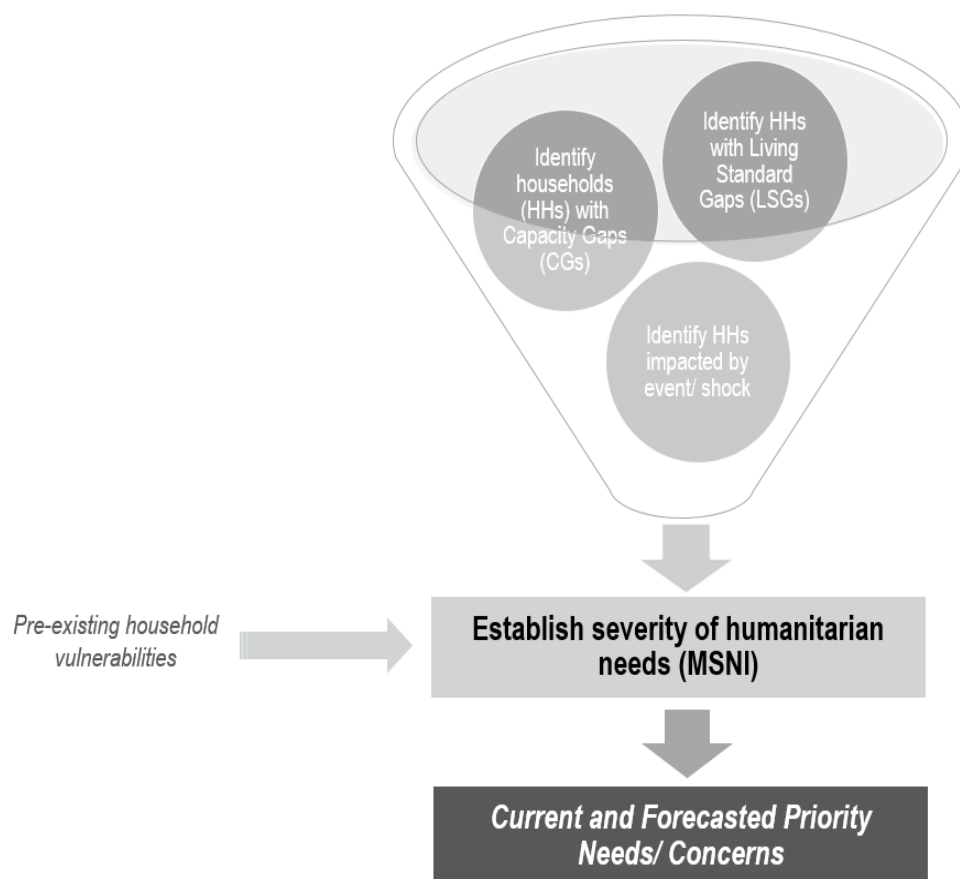 Identify HHs
with Living
Standard
Gaps (LSGs)
Identify
households
(HHs) with
Capacity Gaps
(CGs)
Identify HHs
impacted by
event/ shock
Pre-existing household
vulnerabilities
Establish severity of humanitarian
needs (MSNI)
Current and Forecasted Priority
Needs/ Concerns